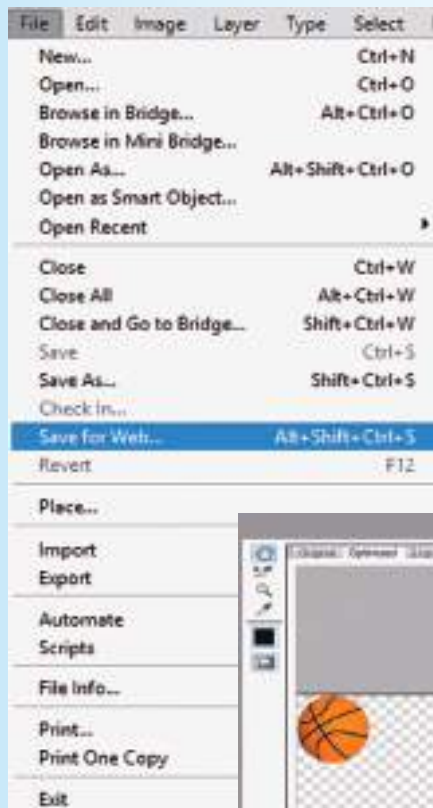 File Edit Image Layer Type Select
New... Ctrl+N
Open... Ctrl+O
Browse in Bridge... Alt+Ctrl+O
Browse in Mini Bridge...
Open As... Alt+Shift+Ctrl+O
Open as Smart Object...
Open Recent
Close Ctrl+W
Close All Alt+Ctrl+W
Close and Go to Bridge... Shift+Ctrl+W
Save Ctrl+S
Save As... Shift+Ctrl+S
Check In...
Save for Web... Alt+Shift+Ctrl+S
Revert F12
Place...
Import
Export
Automate
Scripts
File Info...
Print...
Print One Copy
Exit
Original Optimized